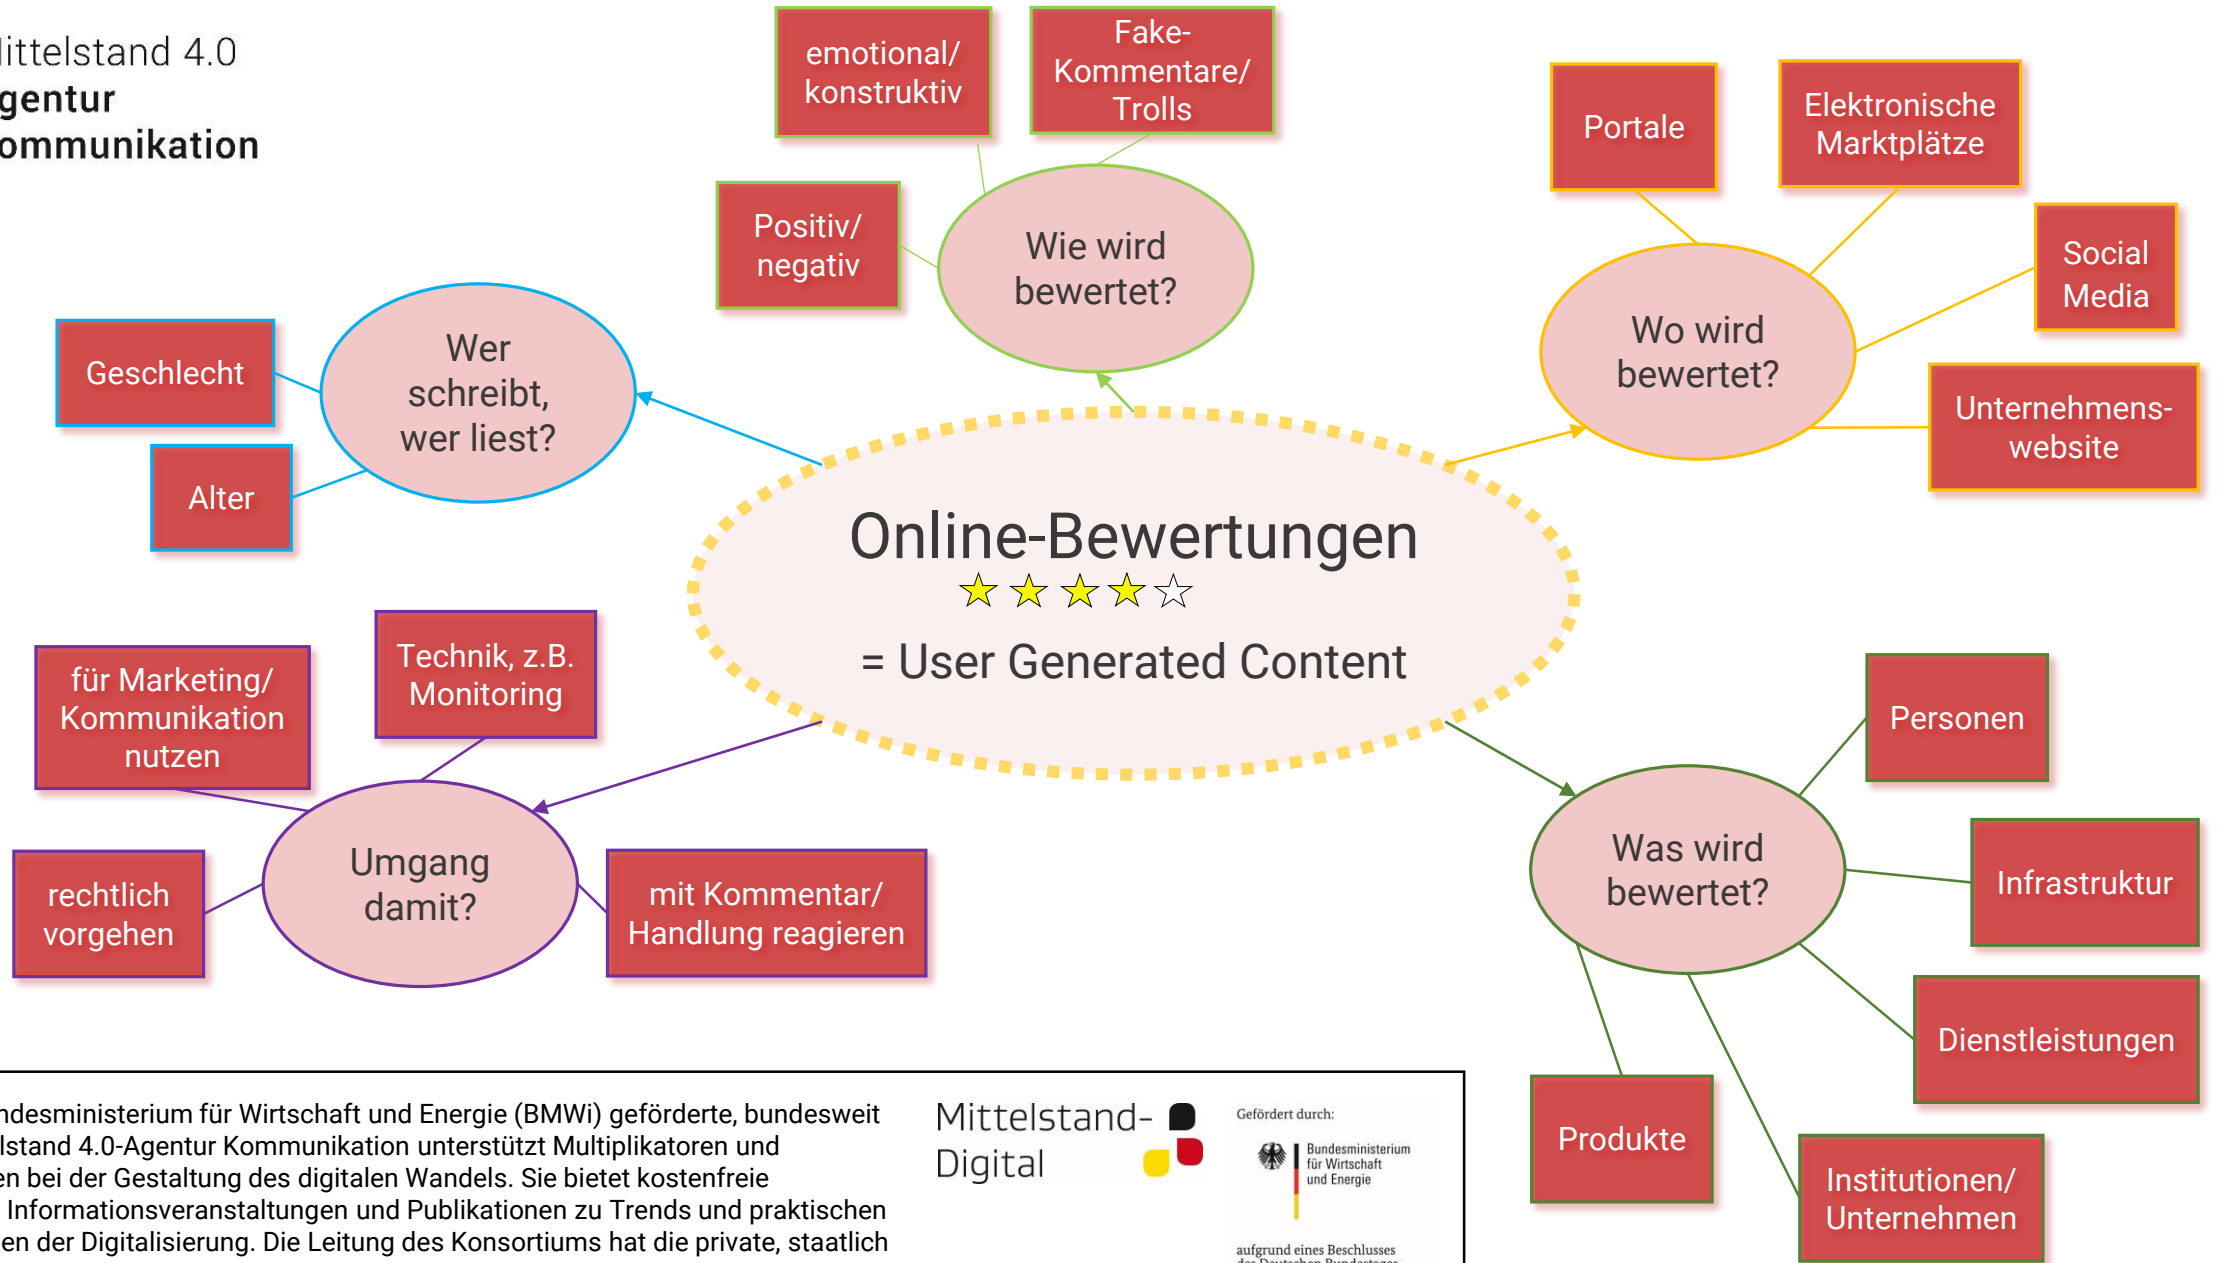 ittelstand 4.0
gentur
ommunikation
emotional/
konstruktiv
Fake-
Kommentare/
Trolls
Positiv/
negativ
Wie wird
bewertet?
Portale
Elektronische
Marktplätze
Social
Media
Unternehmens-
website
Wo wird
bewertet?
Geschlecht
Alter
Wer
schreibt,
wer liest?
Online-Bewertungen
= User Generated Content
für Marketing/
Kommunikation
nutzen
Technik, z.B.
Monitoring
rechtlich
vorgehen
Umgang
damit?
mit Kommentar/
Handlung reagieren
Was wird
bewertet?
Personen
Infrastruktur
Dienstleistungen
Produkte
Institutionen/
Unternehmen
ndesministerium für Wirtschaft und Energie (BMWi) geförderte, bundesweit
lstand 4.0-Agentur Kommunikation unterstützt Multiplikatoren und
en bei der Gestaltung des digitalen Wandels. Sie bietet kostenfreie
Informationsveranstaltungen und Publikationen zu Trends und praktischen
en der Digitalisierung. Die Leitung des Konsortiums hat die private, staatlich
Mittelstand-
Digital
Gefördert durch:
Bundesministerium
für Wirtschaft
und Energie
aufgrund eines Beschlusses
des Deutschen Bundestages